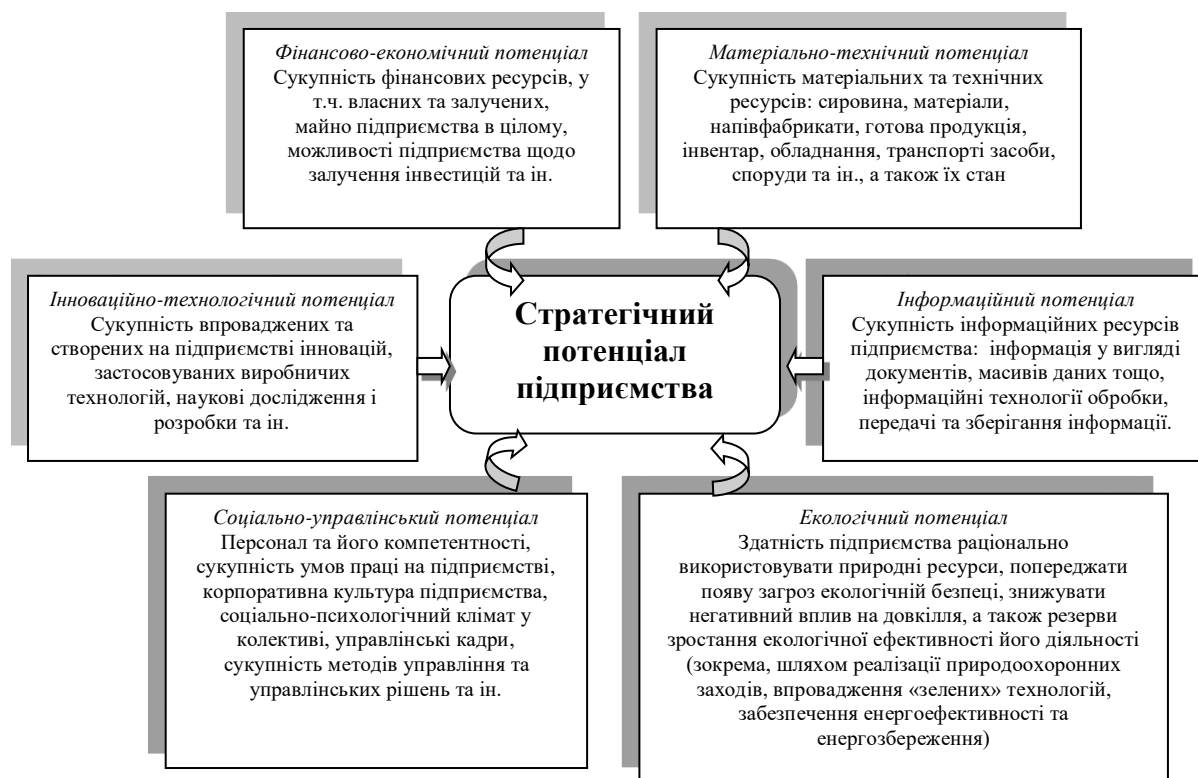 Фінансово-економічний потенціал
Сукупність фінансових ресурсів, у
т.ч. власних та залучених,
майно підприємства в цілому,
можливості підприємства щодо
залучення інвестицій та ін.
Матеріально-технічний потенціал
Сукупність матеріальних та технічних
ресурсів: сировина, матеріали,
напівфабрикати, готова продукція,
інвентар, обладнання, транспорті засоби,
споруди та ін., а також їх стан
Інноваційно-технологічний потенціал
Сукупність впроваджених та
створених на підприємстві інновацій,
застосовуваних виробничих
технологій, наукові дослідження і
розробки та ін.
Стратегічний
потенціал
підприємства
Інформаційний потенціал
Сукупність інформаційних ресурсів
підприємства:  інформація у вигляді
документів, масивів даних тощо,
інформаційні технології обробки,
передачі та зберігання інформації.
Соціально-управлінський потенціал
Персонал та його компетентності,
сукупність умов праці на підприємстві,
корпоративна культура підприємства,
соціально-психологічний клімат у
колективі, управлінські кадри,
сукупність методів управління та
управлінських рішень та ін.
Екологічний потенціал
Здатність підприємства раціонально
використовувати природні ресурси, попереджати
появу загроз екологічній безпеці, знижувати
негативний вплив на довкілля, а також резерви
зростання екологічної ефективності його діяльності
(зокрема, шляхом реалізації природоохоронних
заходів, впровадження «зелених» технологій,
забезпечення енергоефективності та
енергозбереження)